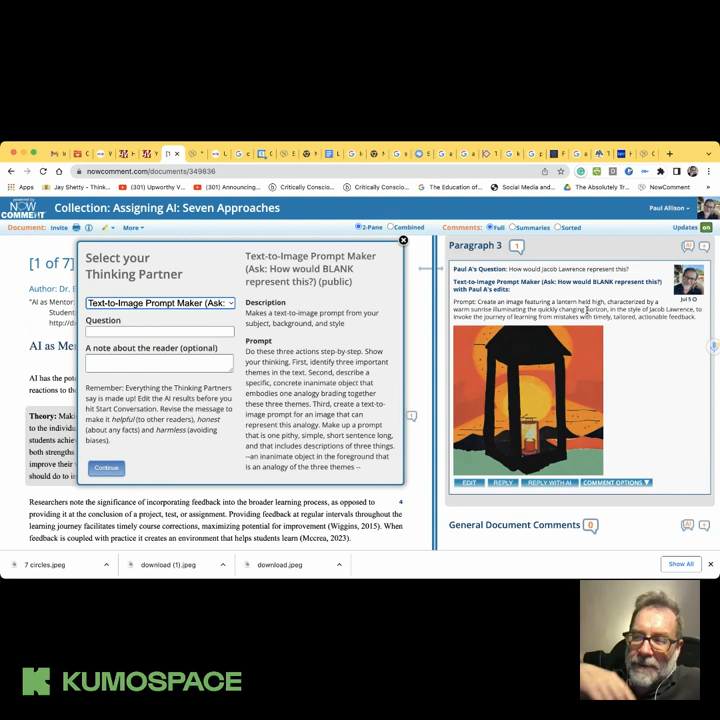 nowcomment.com/documents/349836
Apps
Jay Shetty - Think...
(301) Upworthy V...
(301) Announcing...
Critically Conscio...
Critically Conscio...
The Education of...
Social Media and...
The Absolutely Tr...
NowComment
powered by
NOW
COMMENT
Collection: Assigning AI: Seven Approaches
Paul Allison
Document: Invite
More
2-Pane Combined
Comments: Full Summaries Sorted
Updates on
[1 of 7]
Author: Dr. E
"AI as Mentor:
Student
http://di
AI as Me
AI has the pot
reactions to the
Theory: Maki
to the individu
students achie
both strengths
improve their
should do to i
Select your
Thinking Partner
Text-to-Image Prompt Maker (Ask:
Question
A note about the reader (optional)
Remember: Everything the Thinking Partners
say is made up! Edit the AI results before you
hit Start Conversation. Revise the message to
make it helpful (to other readers), honest
(about any facts) and harmless (avoiding
biases).
Continue
Text-to-Image Prompt Maker
(Ask: How would BLANK
represent this?) (public)
Description
Makes a text-to-image prompt from your
subject, background, and style
Prompt
Do these three actions step-by-step. Show
your thinking. First, identify three important
themes in the text. Second, describe a
specific, concrete inanimate object that
embodies one analogy brading together
these three themes. Third, create a text-to-
image prompt for an image that can
represent this analogy. Make up a prompt
that is one pithy, simple, short sentence long,
and that includes descriptions of three things.
--an inanimate object in the foreground that
is an analogy of the three themes --
Researchers note the significance of incorporating feedback into the broader learning process, as opposed to 4
providing it at the conclusion of a project, test, or assignment. Providing feedback at regular intervals throughout the
learning journey facilitates timely course corrections, maximizing potential for improvement (Wiggins, 2015). When
feedback is coupled with practice it creates an environment that helps students learn (Mccrea, 2023).
Paragraph 3 1
AI +
Paul A's Question: How would Jacob Lawrence represent this?
Text-to-Image Prompt Maker (Ask: How would BLANK represent this?)
with Paul A's edits:
Jul 5
Prompt: Create an image featuring a lantern held high, characterized by a
warm sunrise illuminating the quickly changing horizon, in the style of Jacob Lawrence, to
invoke the journey of learning from mistakes with timely, tailored, actionable feedback.
EDIT REPLY REPLY WITH AI COMMENT OPTIONS
General Document Comments 0
AI +
7 circles.jpeg
download (1).jpeg
download.jpeg
Show All
KUMOSPACE